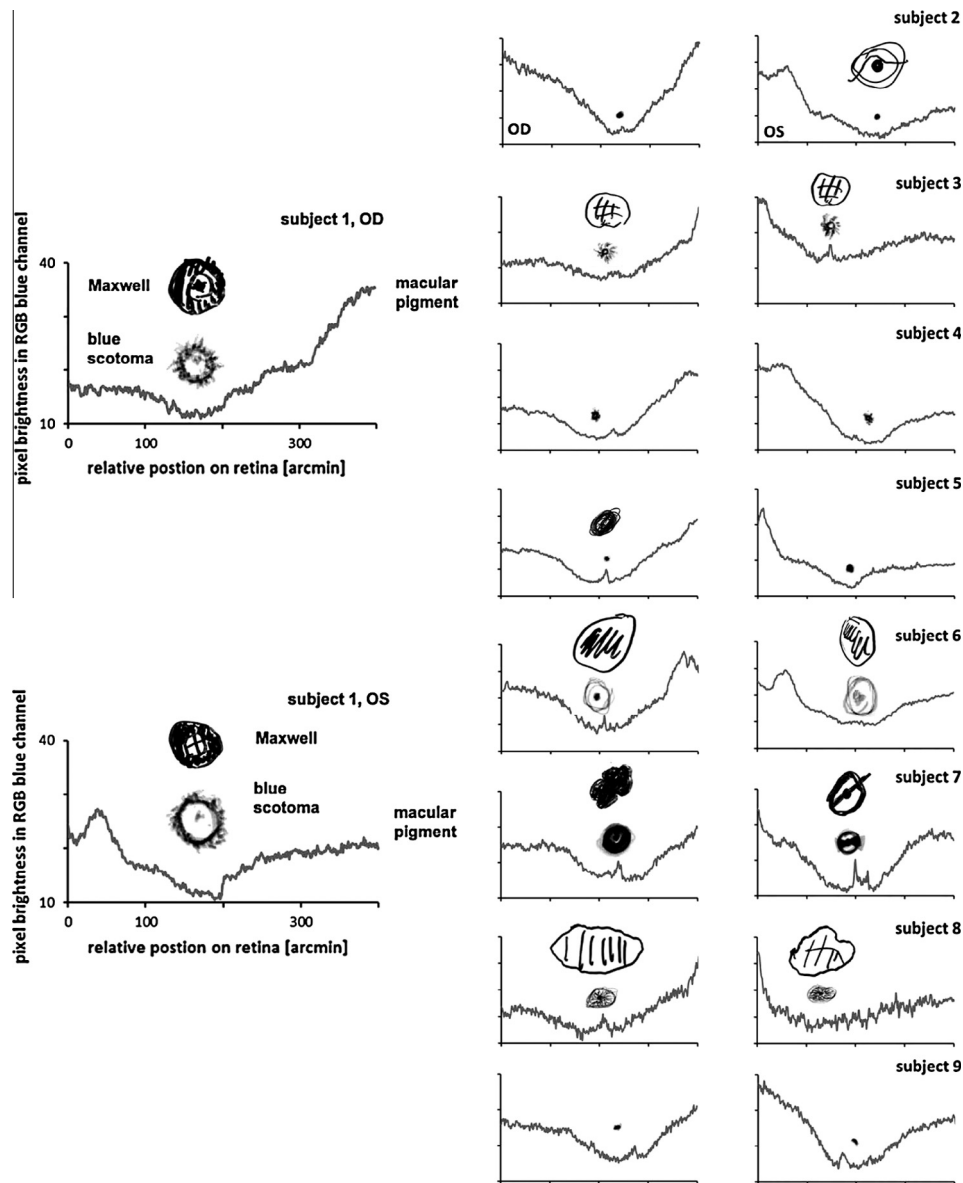 subject 1, OD
pixel brightness in RGB blue channel
40
Maxwell
macular
pigment
blue
scotoma
10
0
100
300
relative postion on retina [arcmin]
subject 1, OS
pixel brightness in RGB blue channel
40
Maxwell
blue
scotoma
macular
pigment
10
0
100
300
relative postion on retina [arcmin]
subject 2
OD
OS
subject 3
subject 4
subject 5
subject 6
subject 7
subject 8
subject 9